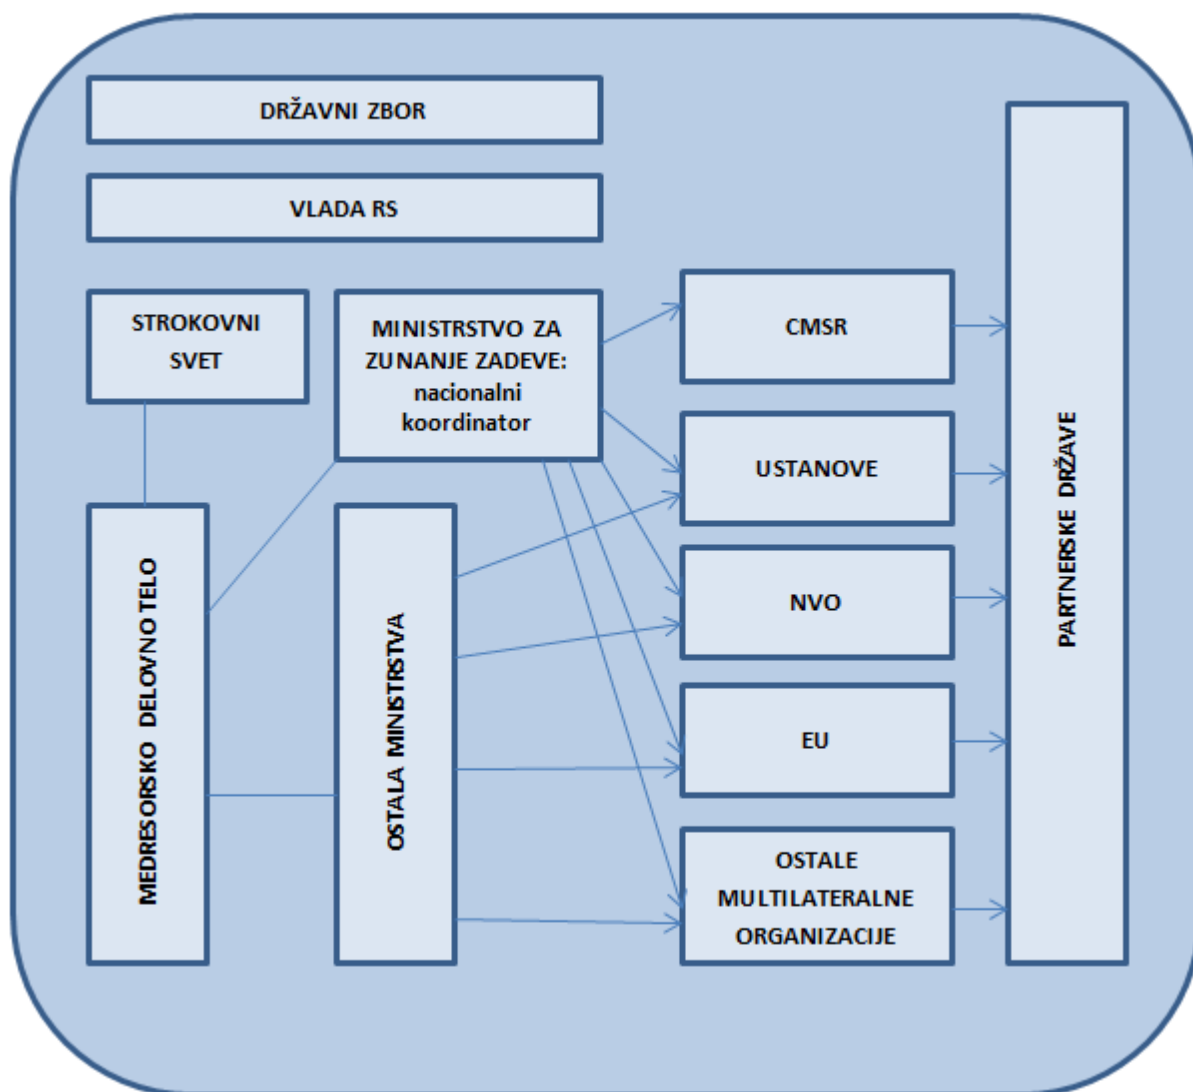 DRŽAVNI ZBOR
VLADA RS
STROKOVNI
SVET
MINISTRSTVO ZA
ZUNANJE ZADEVE:
nacionalni
koordinator
MEDRESORSKO DELOVNO TELO
OSTALA MINISTRSTVA
CMSR
USTANOVE
NVO
EU
OSTALE
MULTILATERALNE
ORGANIZACIJE
PARTNERSKE DRŽAVE